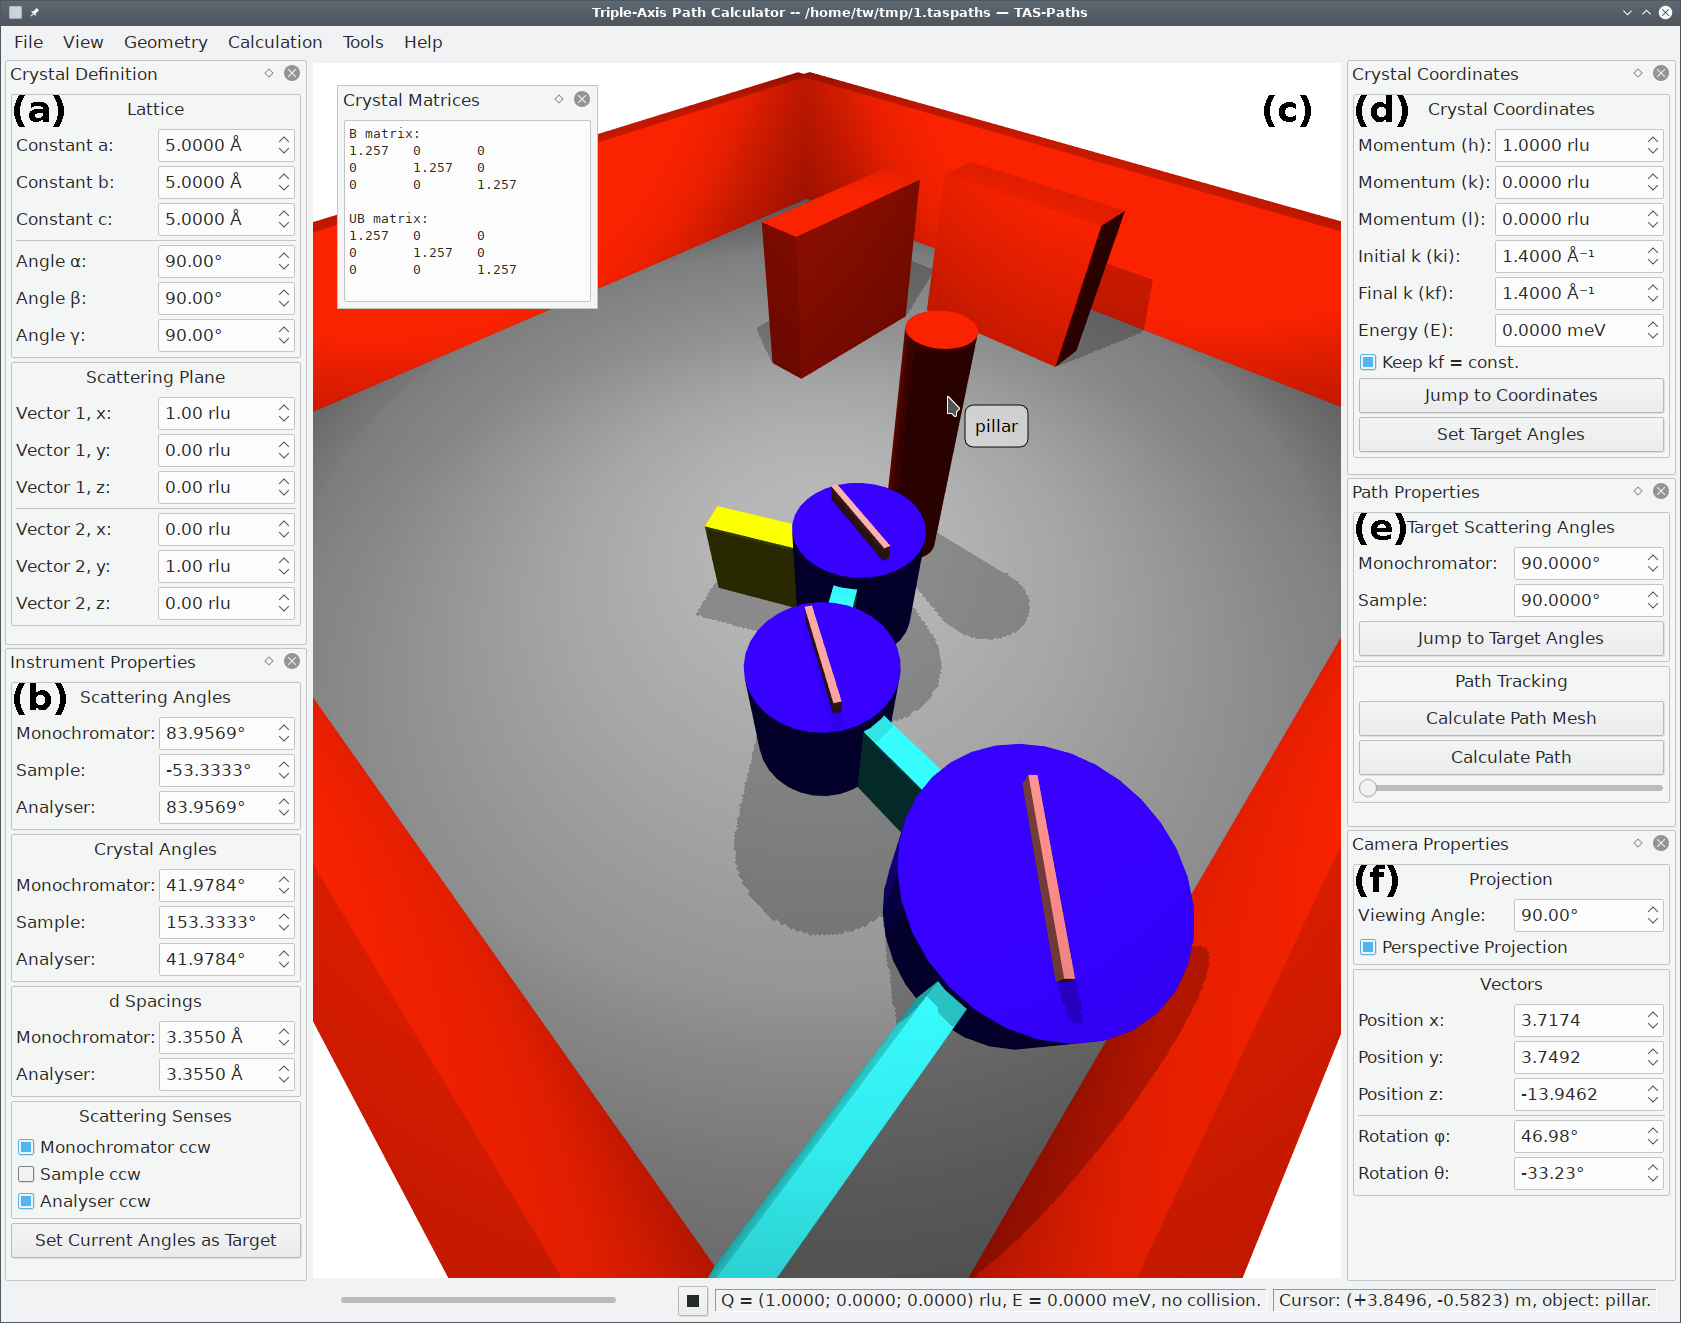 Triple-Axis Path Calculator -- /home/tw/tmp/1.taspaths — TAS-Paths
File View Geometry Calculation Tools Help
Crystal Definition
(a) Lattice
Constant a: 5.0000 Å
Constant b: 5.0000 Å
Constant c: 5.0000 Å
Angle α: 90.00°
Angle β: 90.00°
Angle γ: 90.00°
Scattering Plane
Vector 1, x: 1.00 rlu
Vector 1, y: 0.00 rlu
Vector 1, z: 0.00 rlu
Vector 2, x: 0.00 rlu
Vector 2, y: 1.00 rlu
Vector 2, z: 0.00 rlu
Instrument Properties
(b) Scattering Angles
Monochromator: 83.9569°
Sample: -53.3333°
Analyser: 83.9569°
Crystal Angles
Monochromator: 41.9784°
Sample: 153.3333°
Analyser: 41.9784°
d Spacings
Monochromator: 3.3550 Å
Analyser: 3.3550 Å
Scattering Senses
Monochromator ccw
Sample ccw
Analyser ccw
Set Current Angles as Target
Crystal Matrices
B matrix:
1.257 0 0
0 1.257 0
0 0 1.257
UB matrix:
1.257 0 0
0 1.257 0
0 0 1.257
(c)
pillar
Crystal Coordinates
(d) Crystal Coordinates
Momentum (h): 1.0000 rlu
Momentum (k): 0.0000 rlu
Momentum (l): 0.0000 rlu
Initial k (ki): 1.4000 Å⁻¹
Final k (kf): 1.4000 Å⁻¹
Energy (E): 0.0000 meV
Keep kf = const.
Jump to Coordinates
Set Target Angles
Path Properties
(e) Target Scattering Angles
Monochromator: 90.0000°
Sample: 90.0000°
Jump to Target Angles
Path Tracking
Calculate Path Mesh
Calculate Path
Camera Properties
(f) Projection
Viewing Angle: 90.00°
Perspective Projection
Vectors
Position x: 3.7174
Position y: 3.7492
Position z: -13.9462
Rotation φ: 46.98°
Rotation θ: -33.23°
Q = (1.0000; 0.0000; 0.0000) rlu, E = 0.0000 meV, no collision.
Cursor: (+3.8496, -0.5823) m, object: pillar.